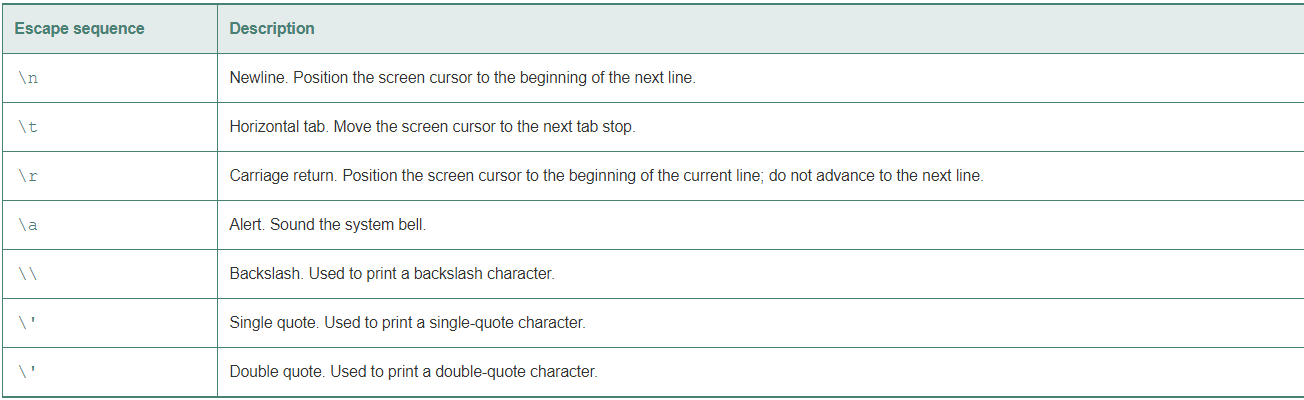 Escape sequence Description
\n Newline. Position the screen cursor to the beginning of the next line.
\t Horizontal tab. Move the screen cursor to the next tab stop.
\r Carriage return. Position the screen cursor to the beginning of the current line; do not advance to the next line.
\a Alert. Sound the system bell.
\\ Backslash. Used to print a backslash character.
\' Single quote. Used to print a single-quote character.
\' Double quote. Used to print a double-quote character.